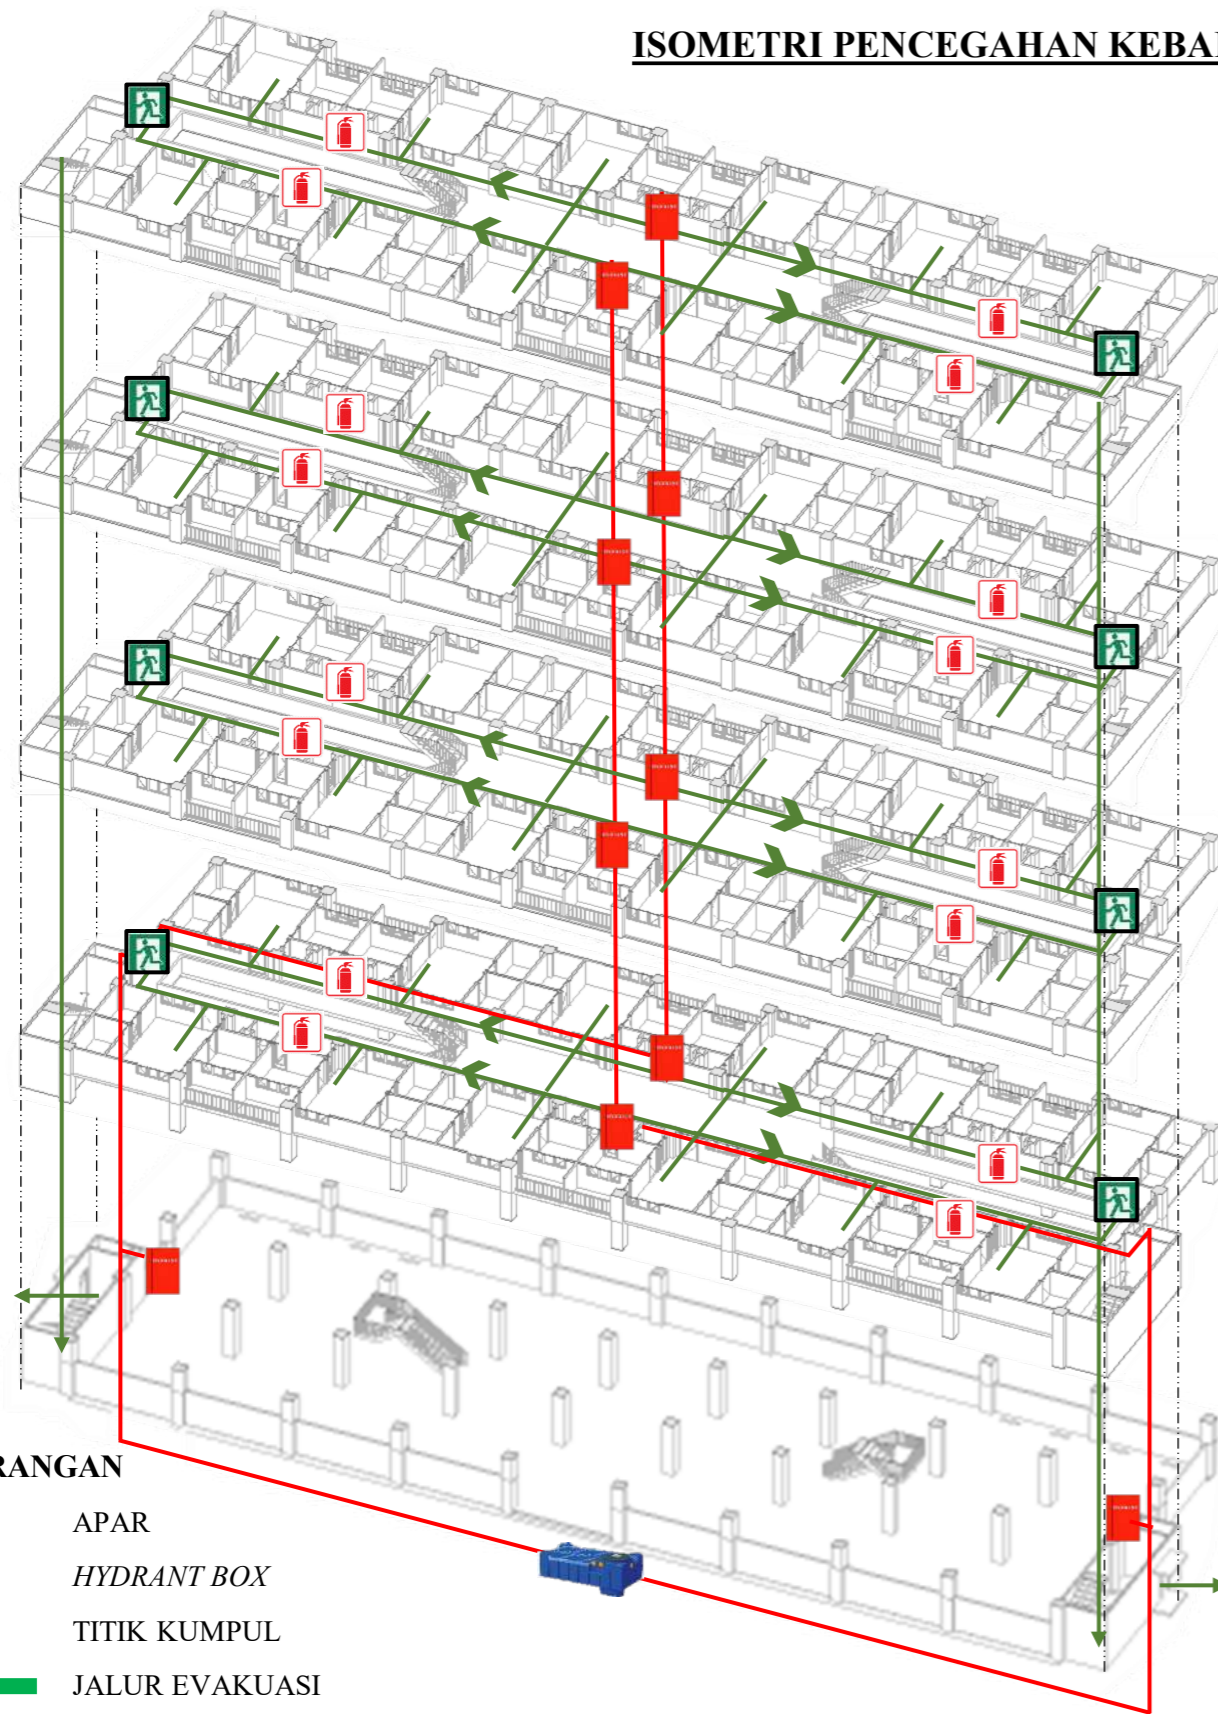 ISOMETRI PENCEGAHAN KEBA
RANGAN
APAR
HYDRANT BOX
TITIK KUMPUL
JALUR EVAKUASI